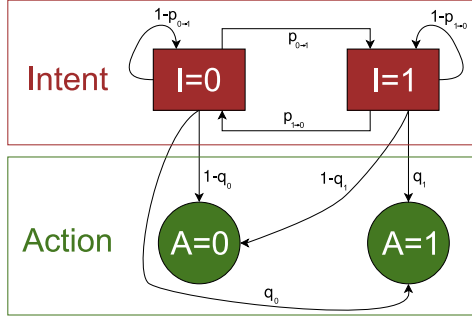 1-p₀→₁
1-p₁→₀
p₀→₁
Intent
I=0
I=1
p₁→₀
1-q₀
1-q₁
q₁
Action
A=0
A=1
q₀